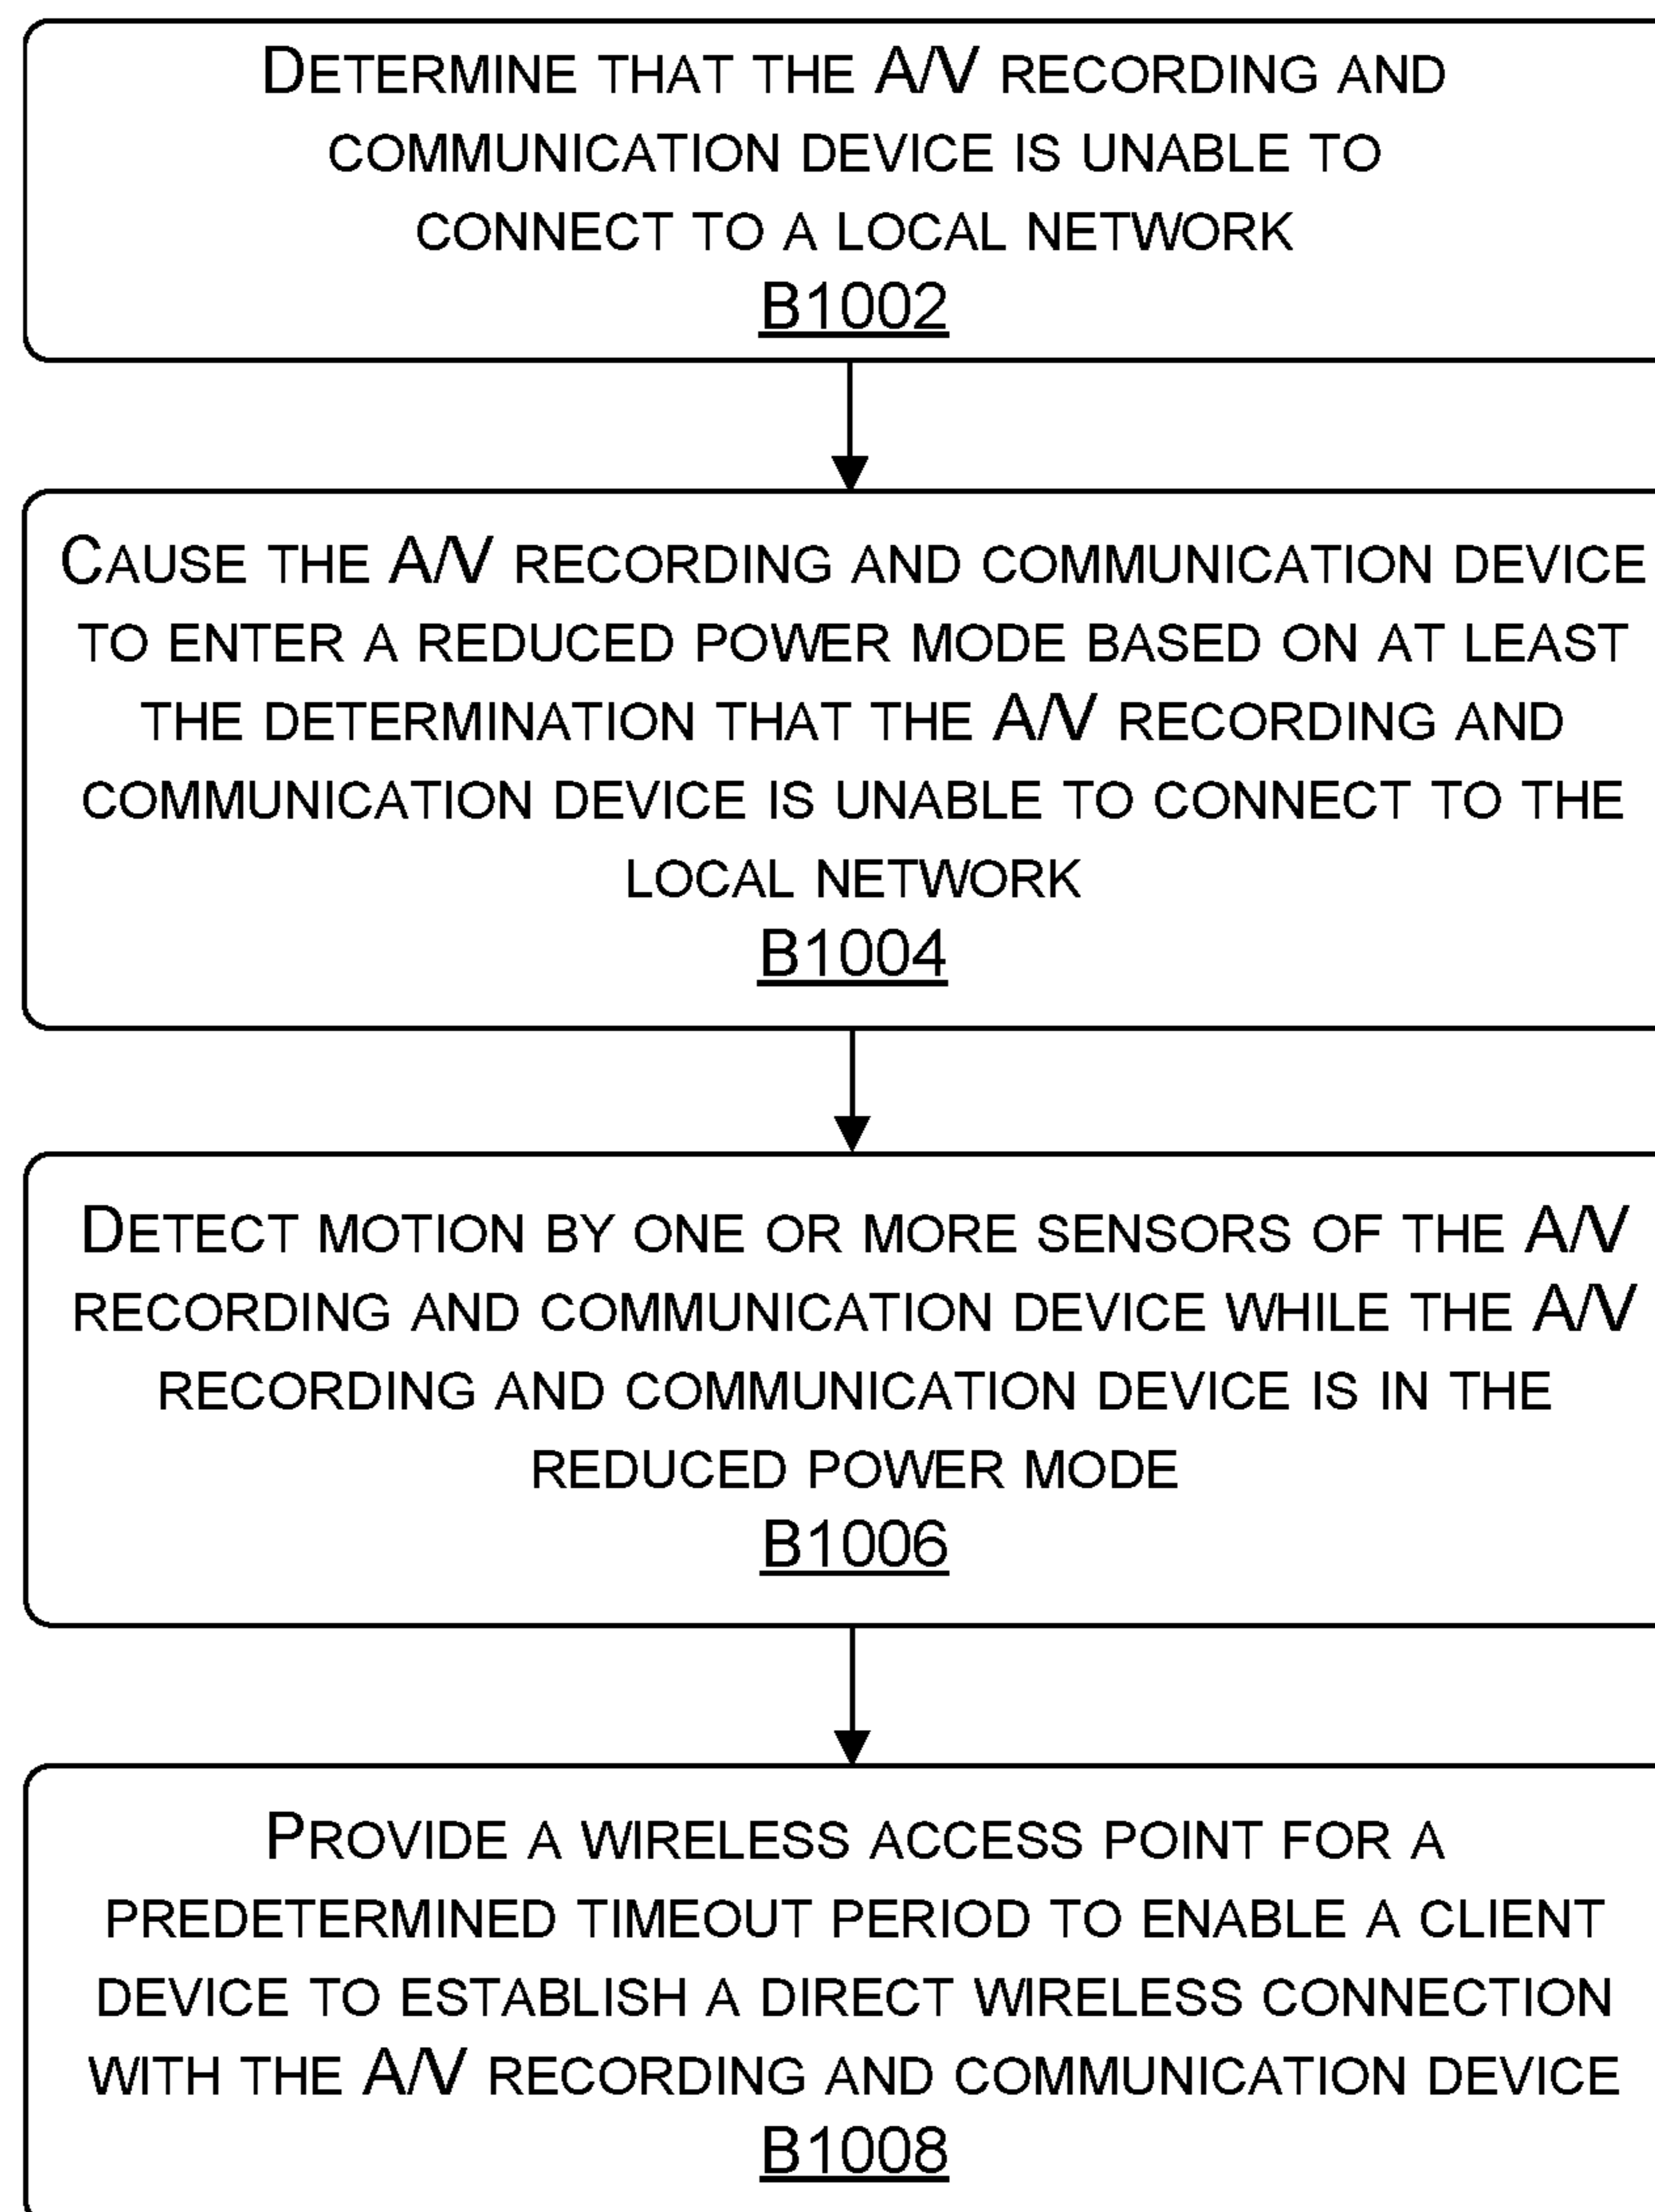 DETERMINE THAT THE A/V RECORDING AND
COMMUNICATION DEVICE IS UNABLE TO
CONNECT TO A LOCAL NETWORK
B1002
CAUSE THE A/V RECORDING AND COMMUNICATION DEVICE
TO ENTER A REDUCED POWER MODE BASED ON AT LEAST
THE DETERMINATION THAT THE A/V RECORDING AND
COMMUNICATION DEVICE IS UNABLE TO CONNECT TO THE
LOCAL NETWORK
B1004
DETECT MOTION BY ONE OR MORE SENSORS OF THE A/V
RECORDING AND COMMUNICATION DEVICE WHILE THE A/V
RECORDING AND COMMUNICATION DEVICE IS IN THE
REDUCED POWER MODE
B1006
PROVIDE A WIRELESS ACCESS POINT FOR A
PREDETERMINED TIMEOUT PERIOD TO ENABLE A CLIENT
DEVICE TO ESTABLISH A DIRECT WIRELESS CONNECTION
WITH THE A/V RECORDING AND COMMUNICATION DEVICE
B1008